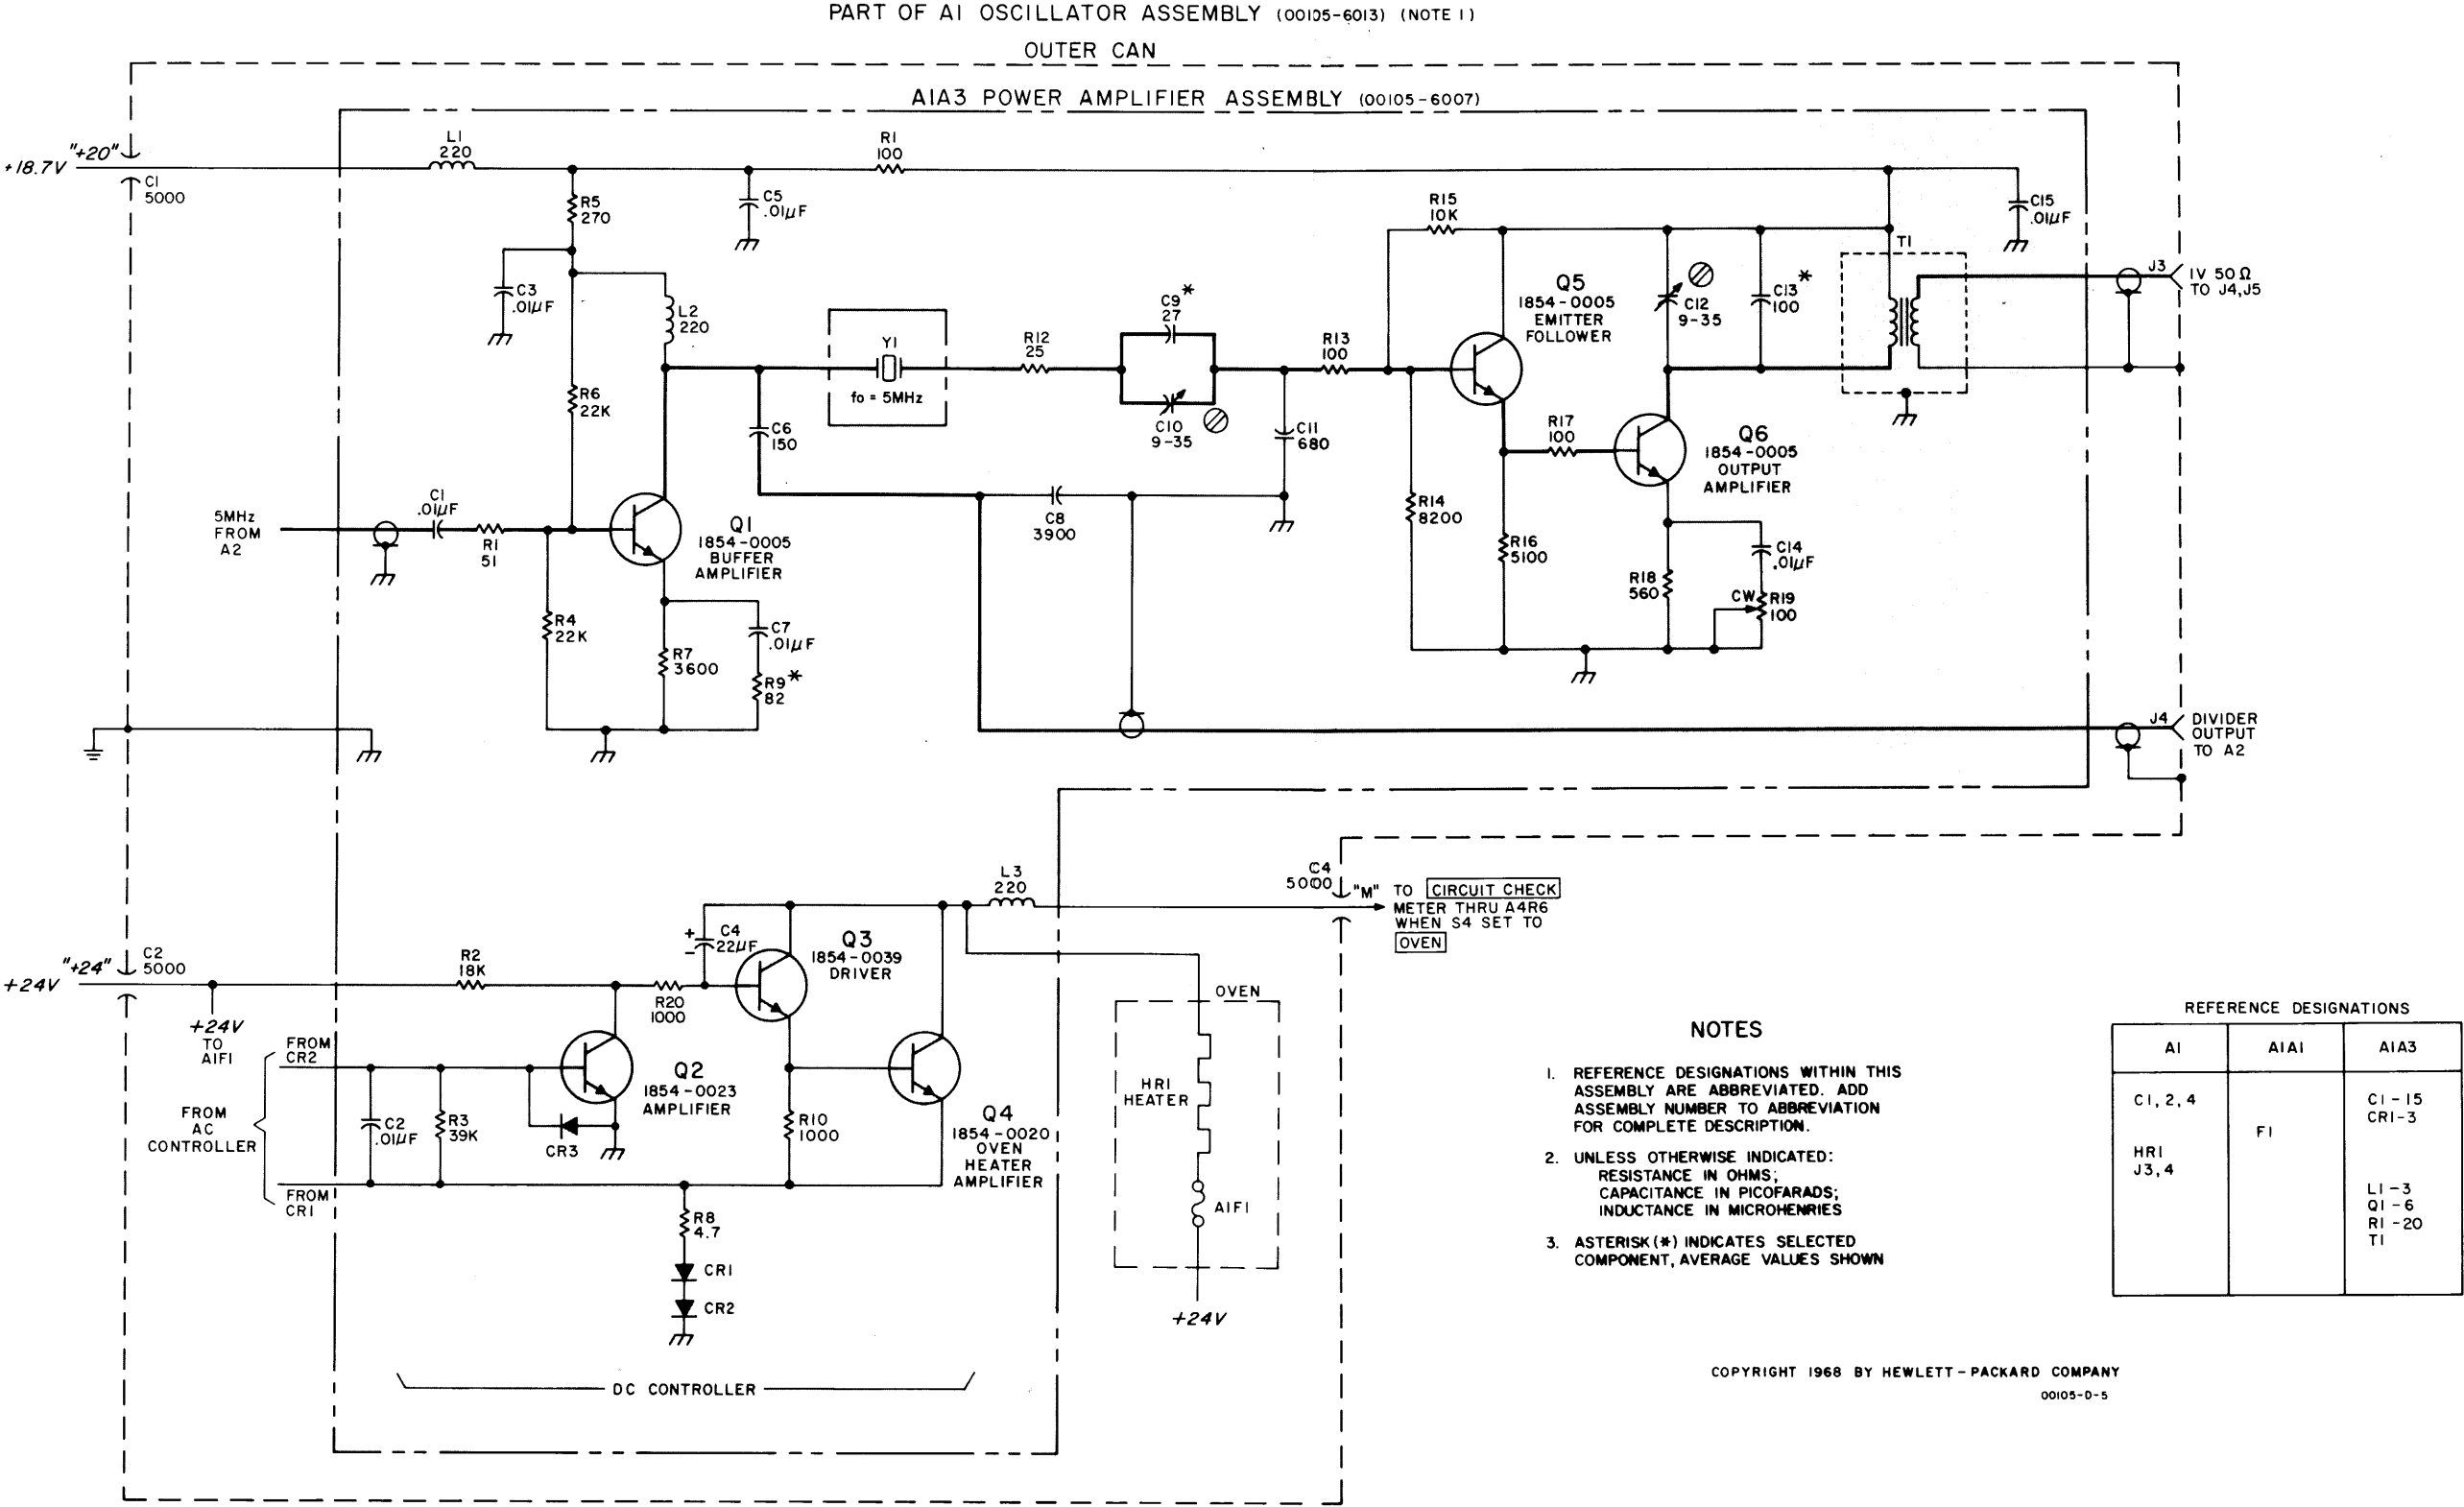 PART OF A1 OSCILLATOR ASSEMBLY (00105-6013) (NOTE 1)
OUTER CAN
A1A3 POWER AMPLIFIER ASSEMBLY (00105-6007)
+18.7V "+20"
C1
5000
L1
220
R1
100
R5
270
C5
.01µF
C3
.01µF
L2
220
R6
22K
C6
150
Y1
fo = 5MHz
R12
25
C9 *
27
C10
9-35
C11
680
R13
100
R15
10K
Q5
1854-0005
EMITTER
FOLLOWER
C12
9-35
C13 *
100
T1
C15
.01µF
J3
1V 50Ω
TO J4,J5
5MHz
FROM
A2
C1
.01µF
R1
51
Q1
1854-0005
BUFFER
AMPLIFIER
R4
22K
R7
3600
C7
.01µF
R9 *
82
C8
3900
R14
8200
R16
5100
R17
100
Q6
1854-0005
OUTPUT
AMPLIFIER
R18
560
C14
.01µF
CW
R19
100
J4
DIVIDER
OUTPUT
TO A2
+24V "+24"
C2
5000
+24V
TO
A1F1
R2
18K
R20
1000
C4
22µF
+
−
Q3
1854-0039
DRIVER
L3
220
C4
5000
"M" TO CIRCUIT CHECK
METER THRU A4R6
WHEN S4 SET TO
OVEN
FROM
AC
CONTROLLER
FROM
CR2
FROM
CR1
C2
.01µF
R3
39K
CR3
Q2
1854-0023
AMPLIFIER
R10
1000
Q4
1854-0020
OVEN
HEATER
AMPLIFIER
R8
4.7
CR1
CR2
OVEN
HR1
HEATER
A1F1
+24V
DC CONTROLLER
NOTES
1. REFERENCE DESIGNATIONS WITHIN THIS
ASSEMBLY ARE ABBREVIATED. ADD
ASSEMBLY NUMBER TO ABBREVIATION
FOR COMPLETE DESCRIPTION.
2. UNLESS OTHERWISE INDICATED:
RESISTANCE IN OHMS;
CAPACITANCE IN PICOFARADS;
INDUCTANCE IN MICROHENRIES
3. ASTERISK (*) INDICATES SELECTED
COMPONENT, AVERAGE VALUES SHOWN
REFERENCE DESIGNATIONS
A1 A1A1 A1A3
C1, 2, 4 C1-15
CR1-3
F1
HR1
J3, 4
L1-3
Q1-6
R1-20
T1
COPYRIGHT 1968 BY HEWLETT-PACKARD COMPANY
00105-D-5